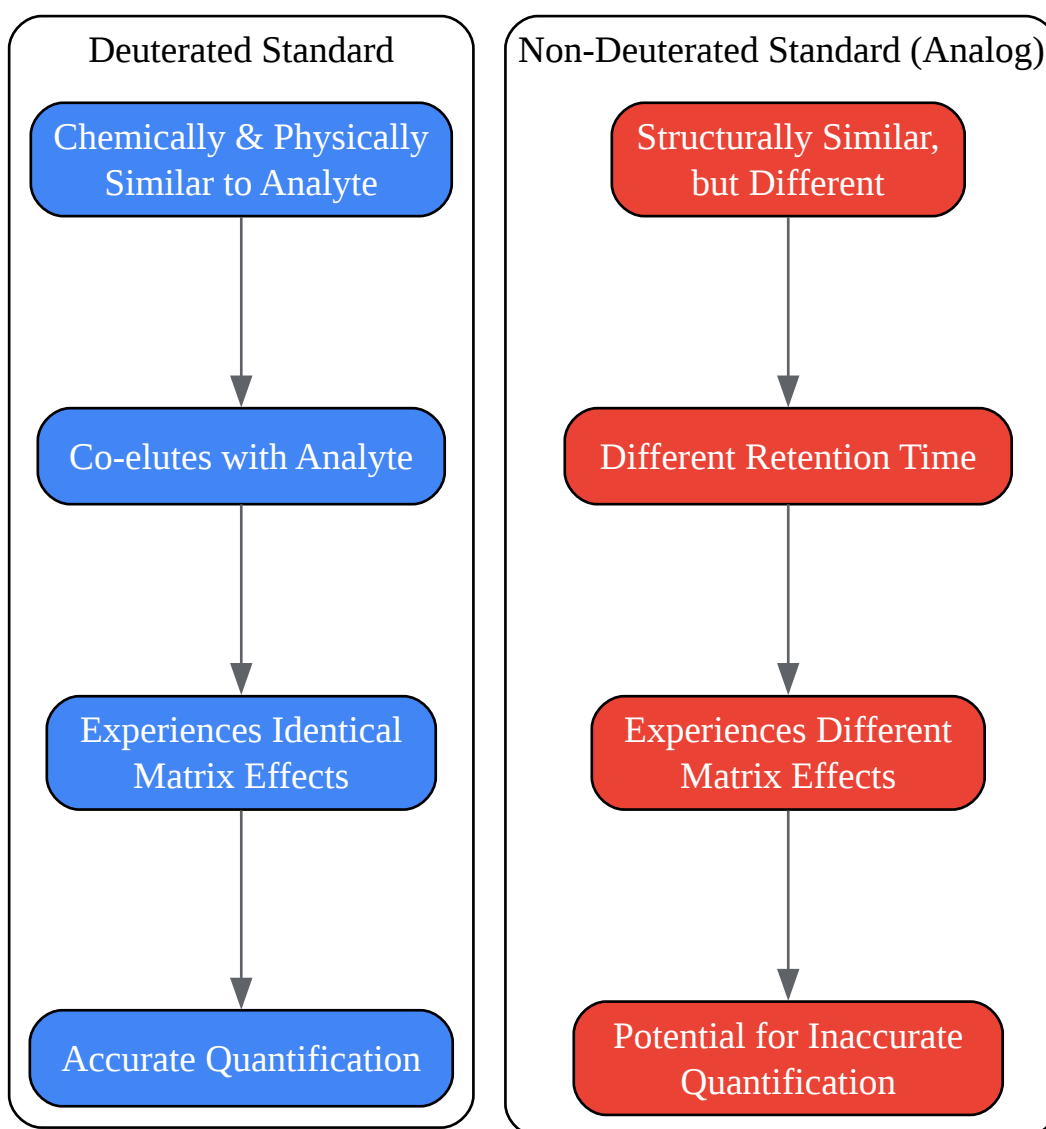 Deuterated Standard
Chemically & Physically
Similar to Analyte
Co-elutes with Analyte
Experiences Identical
Matrix Effects
Accurate Quantification
Non-Deuterated Standard (Analog)
Structurally Similar,
but Different
Different Retention Time
Experiences Different
Matrix Effects
Potential for Inaccurate
Quantification